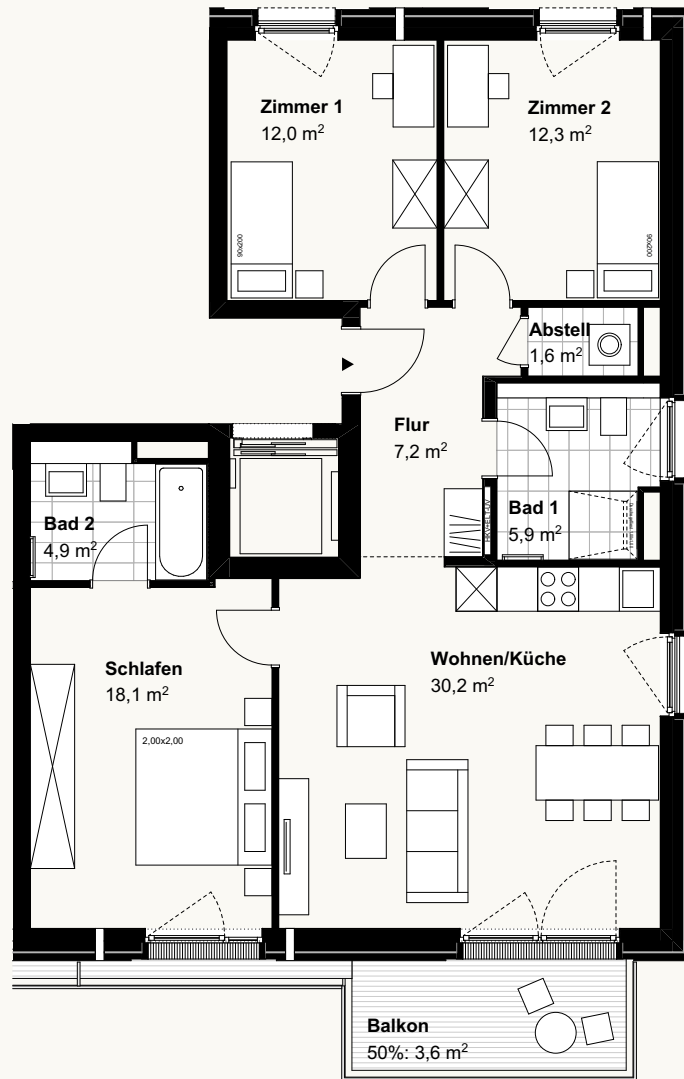 Zimmer 1
12,0 m²
Zimmer 2
12,3 m²
90x200
90x200
Abstell
1,6 m²
Flur
7,2 m²
Bad 1
5,9 m²
Bad 2
4,9 m²
Schlafen
18,1 m²
Wohnen/Küche
30,2 m²
2,00x2,00
Balkon
50%: 3,6 m²